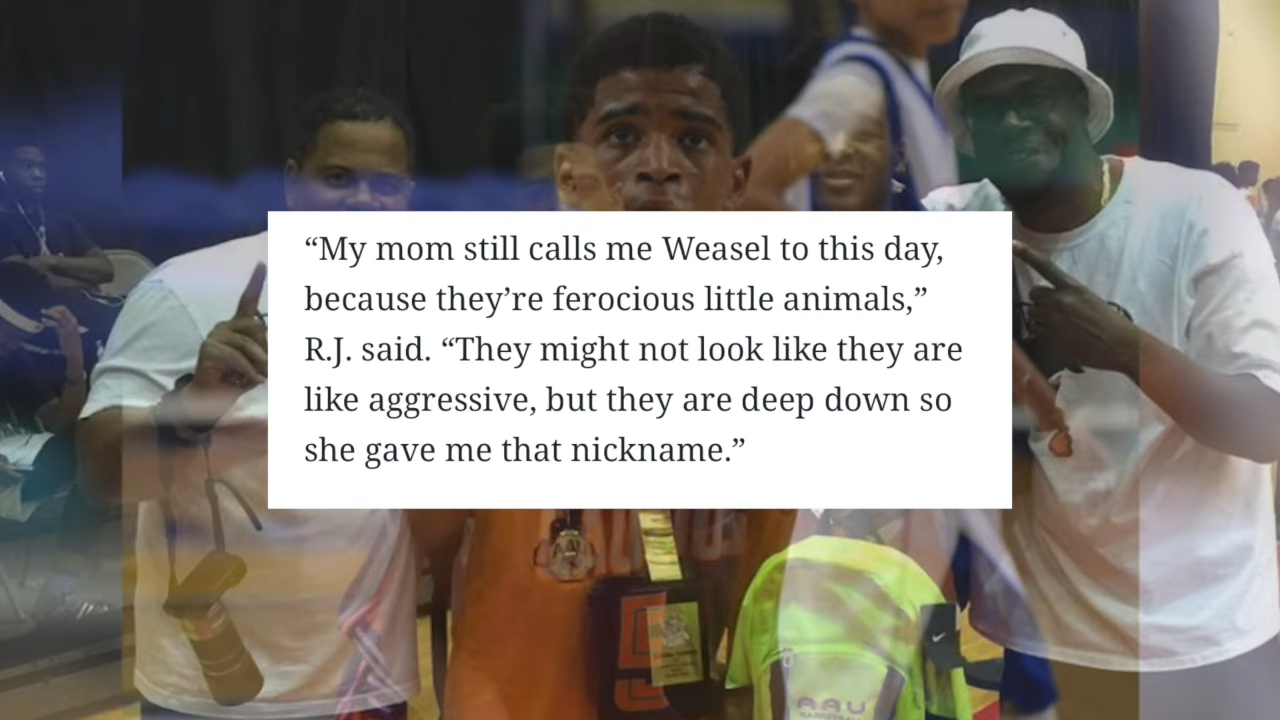 “My mom still calls me Weasel to this day,
because they’re ferocious little animals,”
R.J. said. “They might not look like they are
like aggressive, but they are deep down so
she gave me that nickname.”
AAU